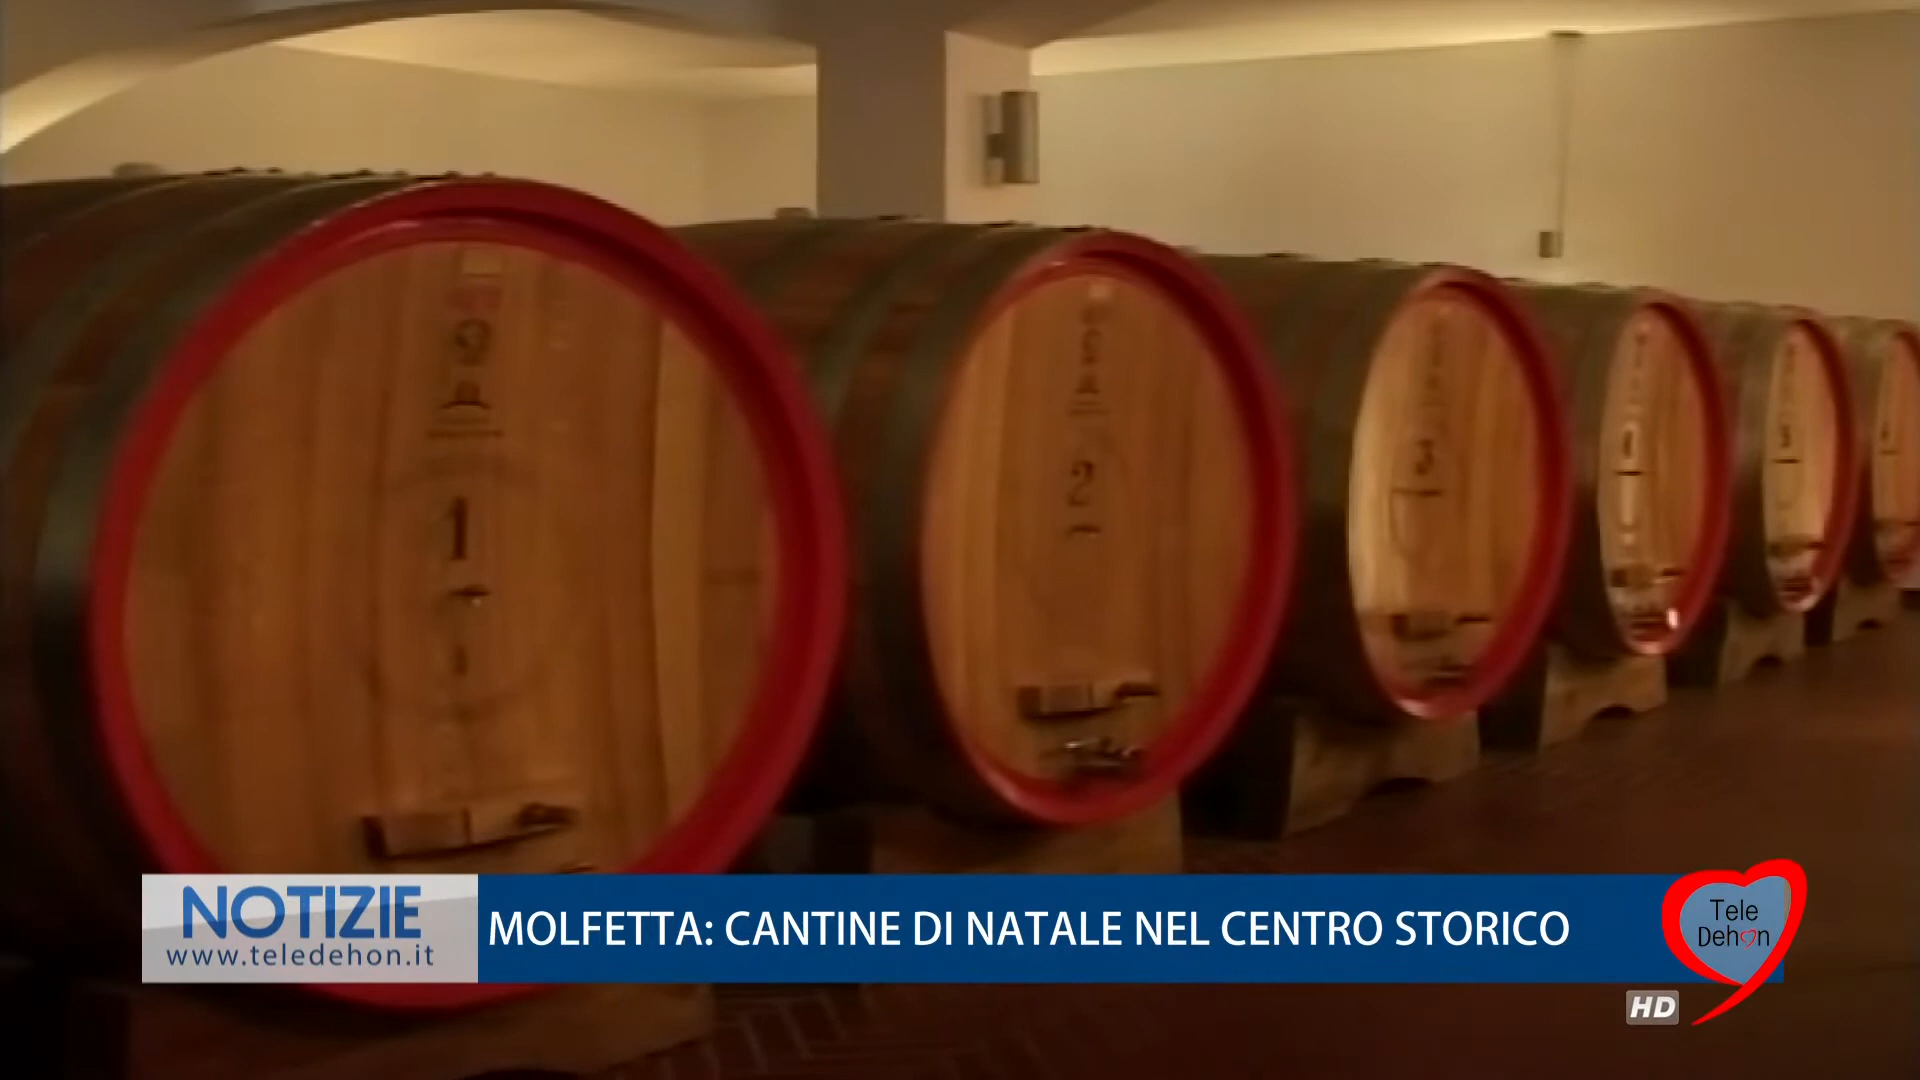 1
2
3
NOTIZIE
www.teledehon.it
MOLFETTA: CANTINE DI NATALE NEL CENTRO STORICO
Tele
Dehon
HD